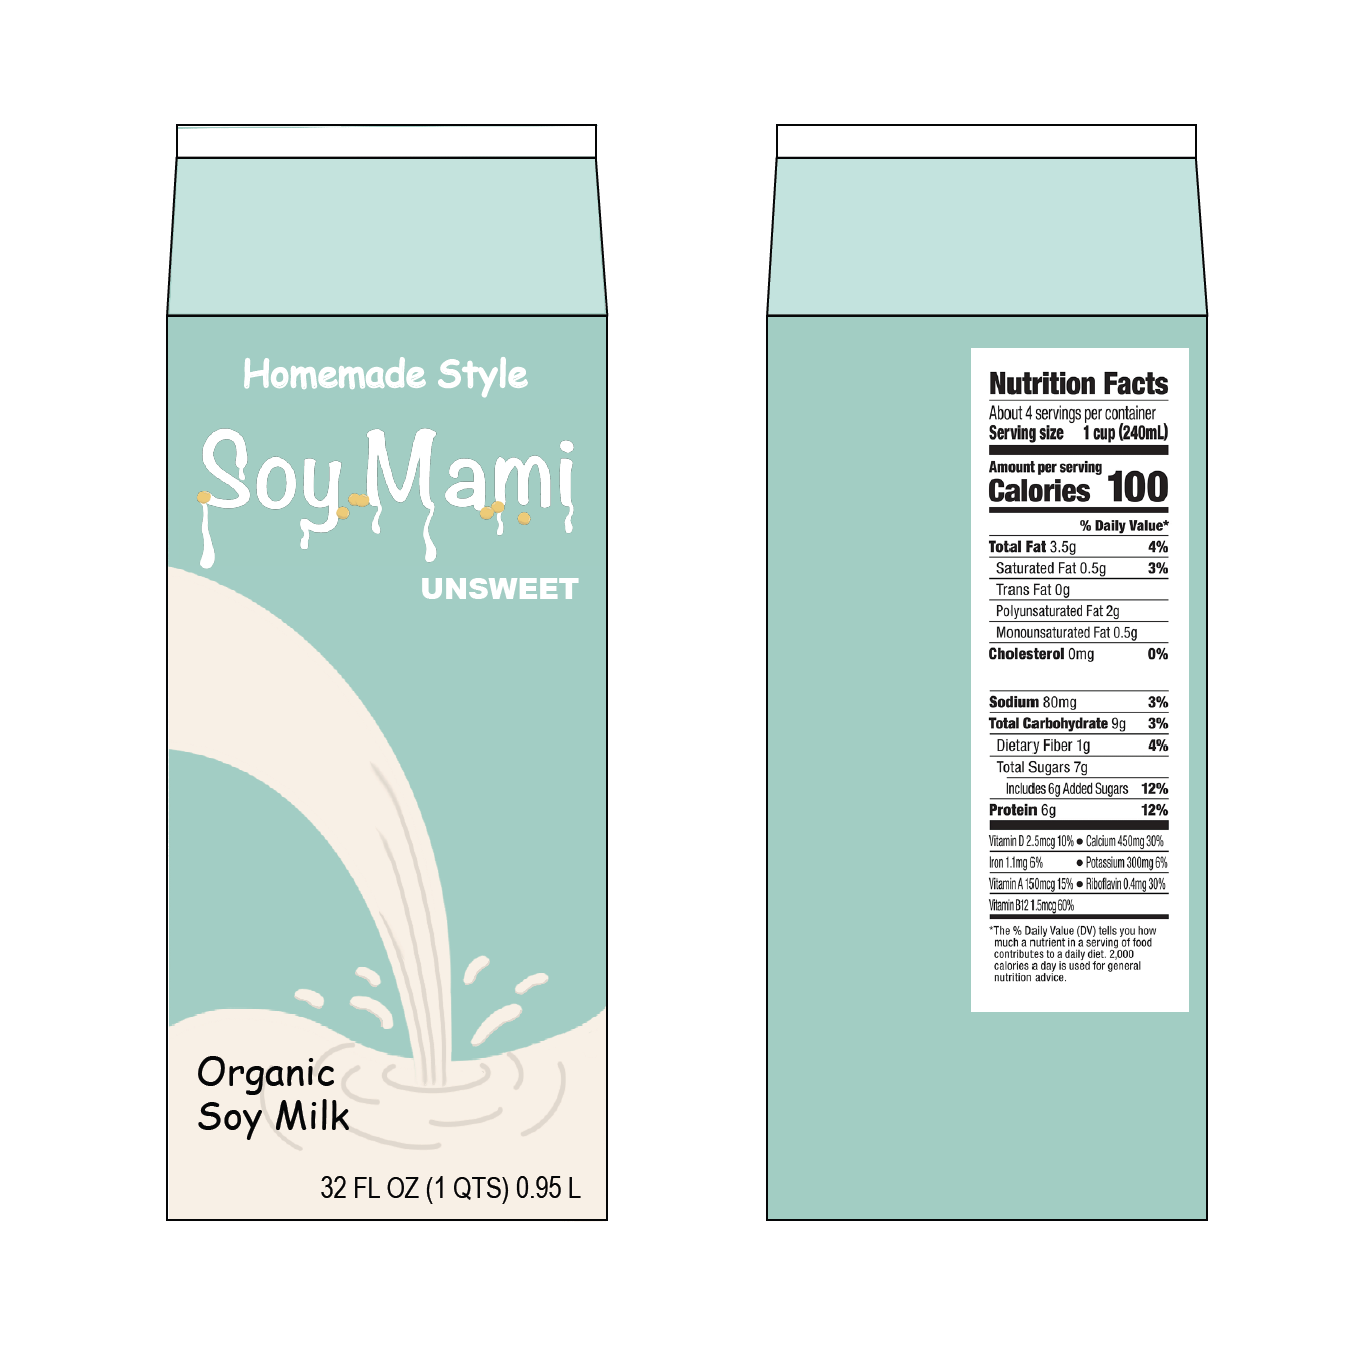 Homemade Style
Soy Mami
UNSWEET
Organic
Soy Milk
32 FL OZ (1 QTS) 0.95 L
Nutrition Facts
About 4 servings per container
Serving size 1 cup (240mL)
Amount per serving
Calories 100
% Daily Value*
Total Fat 3.5g 4%
Saturated Fat 0.5g 3%
Trans Fat 0g
Polyunsaturated Fat 2g
Monounsaturated Fat 0.5g
Cholesterol 0mg 0%
Sodium 80mg 3%
Total Carbohydrate 9g 3%
Dietary Fiber 1g 4%
Total Sugars 7g
Includes 6g Added Sugars 12%
Protein 6g 12%
Vitamin D 2.5mcg 10% ● Calcium 450mg 30%
Iron 1.1mg 6% ● Potassium 300mg 6%
Vitamin A 150mcg 15% ● Riboflavin 0.4mg 30%
Vitamin B12 1.5mcg 60%
*The % Daily Value (DV) tells you how
much a nutrient in a serving of food
contributes to a daily diet. 2,000
calories a day is used for general
nutrition advice.